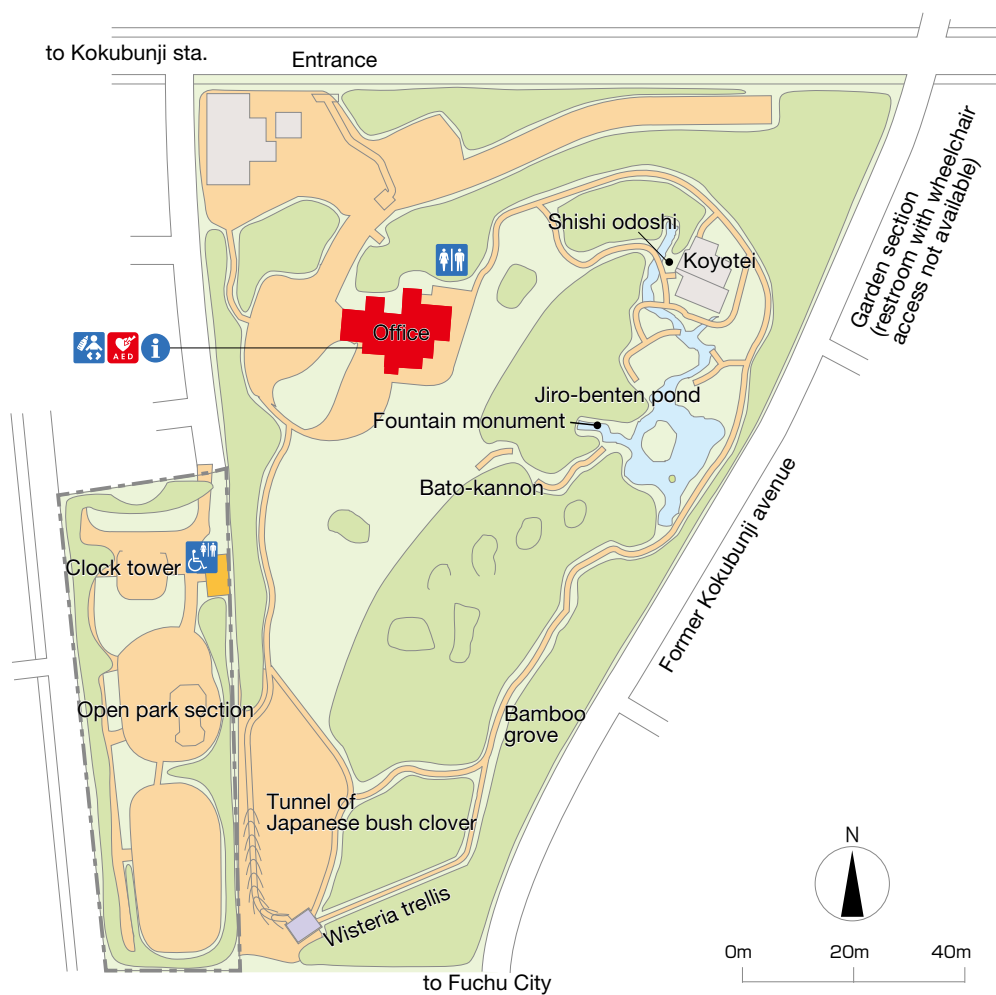 to Kokubunji sta.
Entrance
Garden section
(restroom with wheelchair
access not available)
Shishi odoshi
Koyotei
Office
AED
i
Jiro-benten pond
Fountain monument
Bato-kannon
Former Kokubunji avenue
Clock tower
Open park section
Bamboo
grove
Tunnel of
Japanese bush clover
Wisteria trellis
N
0m 20m 40m
to Fuchu City